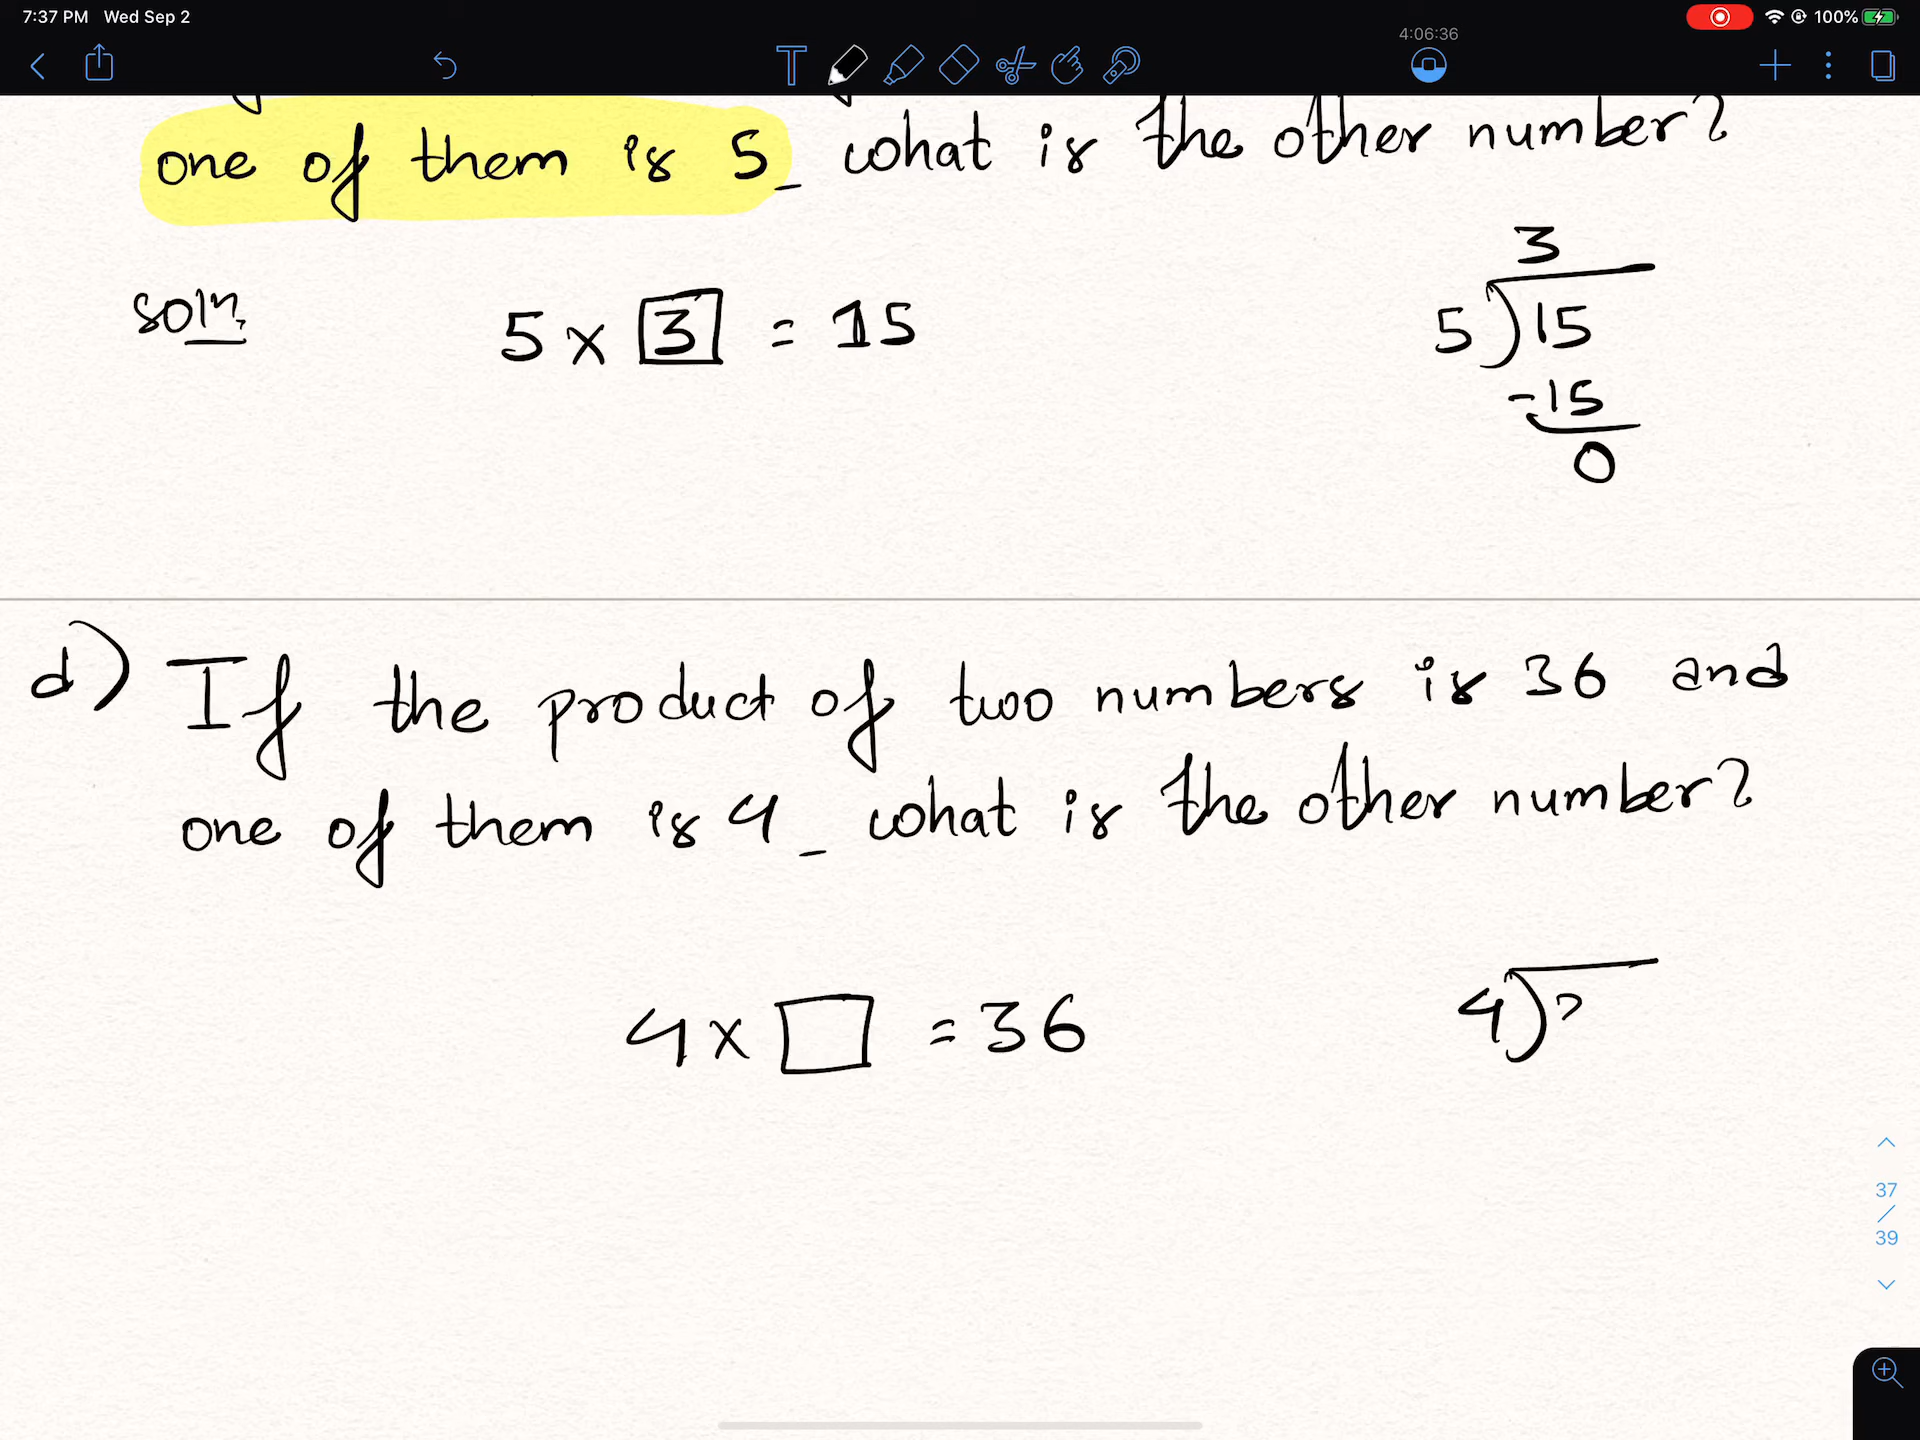 7:37 PM Wed Sep 2
100%
4:06:36
one of them is 5_ what is the other number?
soln
5 x 3 = 15
3
5)15
-15
0
d) If the product of two numbers is 36 and
one of them is 4_ what is the other number?
4 x □ = 36
4)
37
/
39